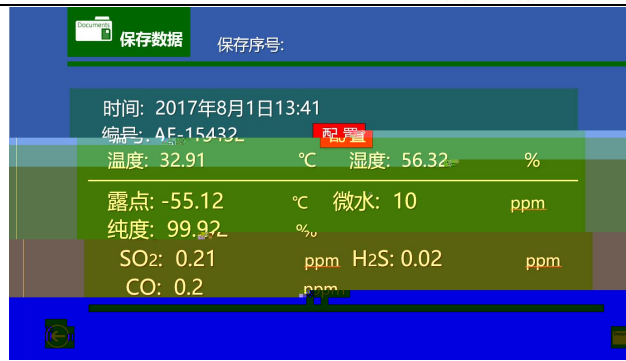 Documents
保存数据 保存序号:
时间: 2017年8月1日13:41
编号: AF-15432 配置
温度: 32.91 ℃ 湿度: 56.32 %
露点: -55.12 ℃ 微水: 10 ppm
纯度: 99.92 %
SO2: 0.21 ppm H2S: 0.02 ppm
CO: 0.2 ppm